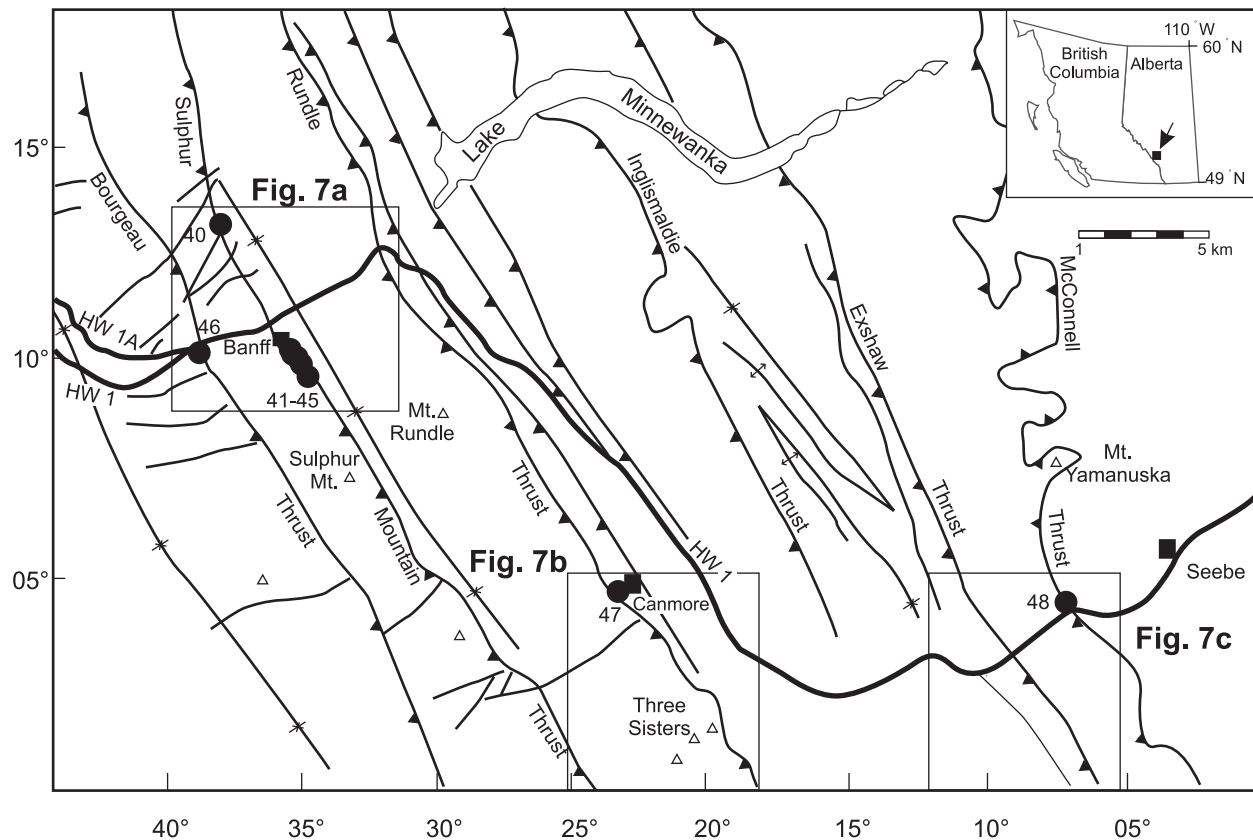 110 °
W
60 ° N
British
Columbia
Alberta
49 ° N
1
5 km
Sulphur
Rundle
Lake
Minnewanka
15°
Bourgeau
Fig. 7a
Inglismaldie
40
McConnell
HW 1A
46
Exshaw
10°
Banff
HW 1
41-45
Mt.
Rundle
Sulphur
Mt.
Mt.
Yamanuska
Thrust
Thrust
Thrust
Thrust
Thrust
Mountain
Fig. 7b
HW 1
Seebe
05°
Canmore
47
48
Fig. 7c
Three
Sisters
Thrust
40°
35°
30°
25°
20°
15°
10°
05°